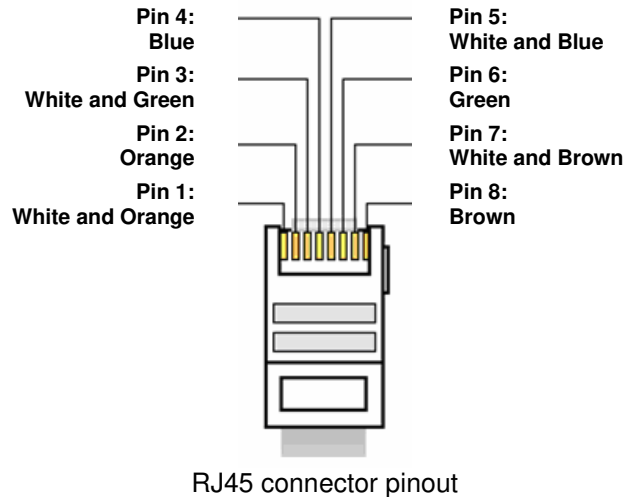 Pin 4:
Blue
Pin 3:
White and Green
Pin 2:
Orange
Pin 1:
White and Orange
Pin 5:
White and Blue
Pin 6:
Green
Pin 7:
White and Brown
Pin 8:
Brown
RJ45 connector pinout